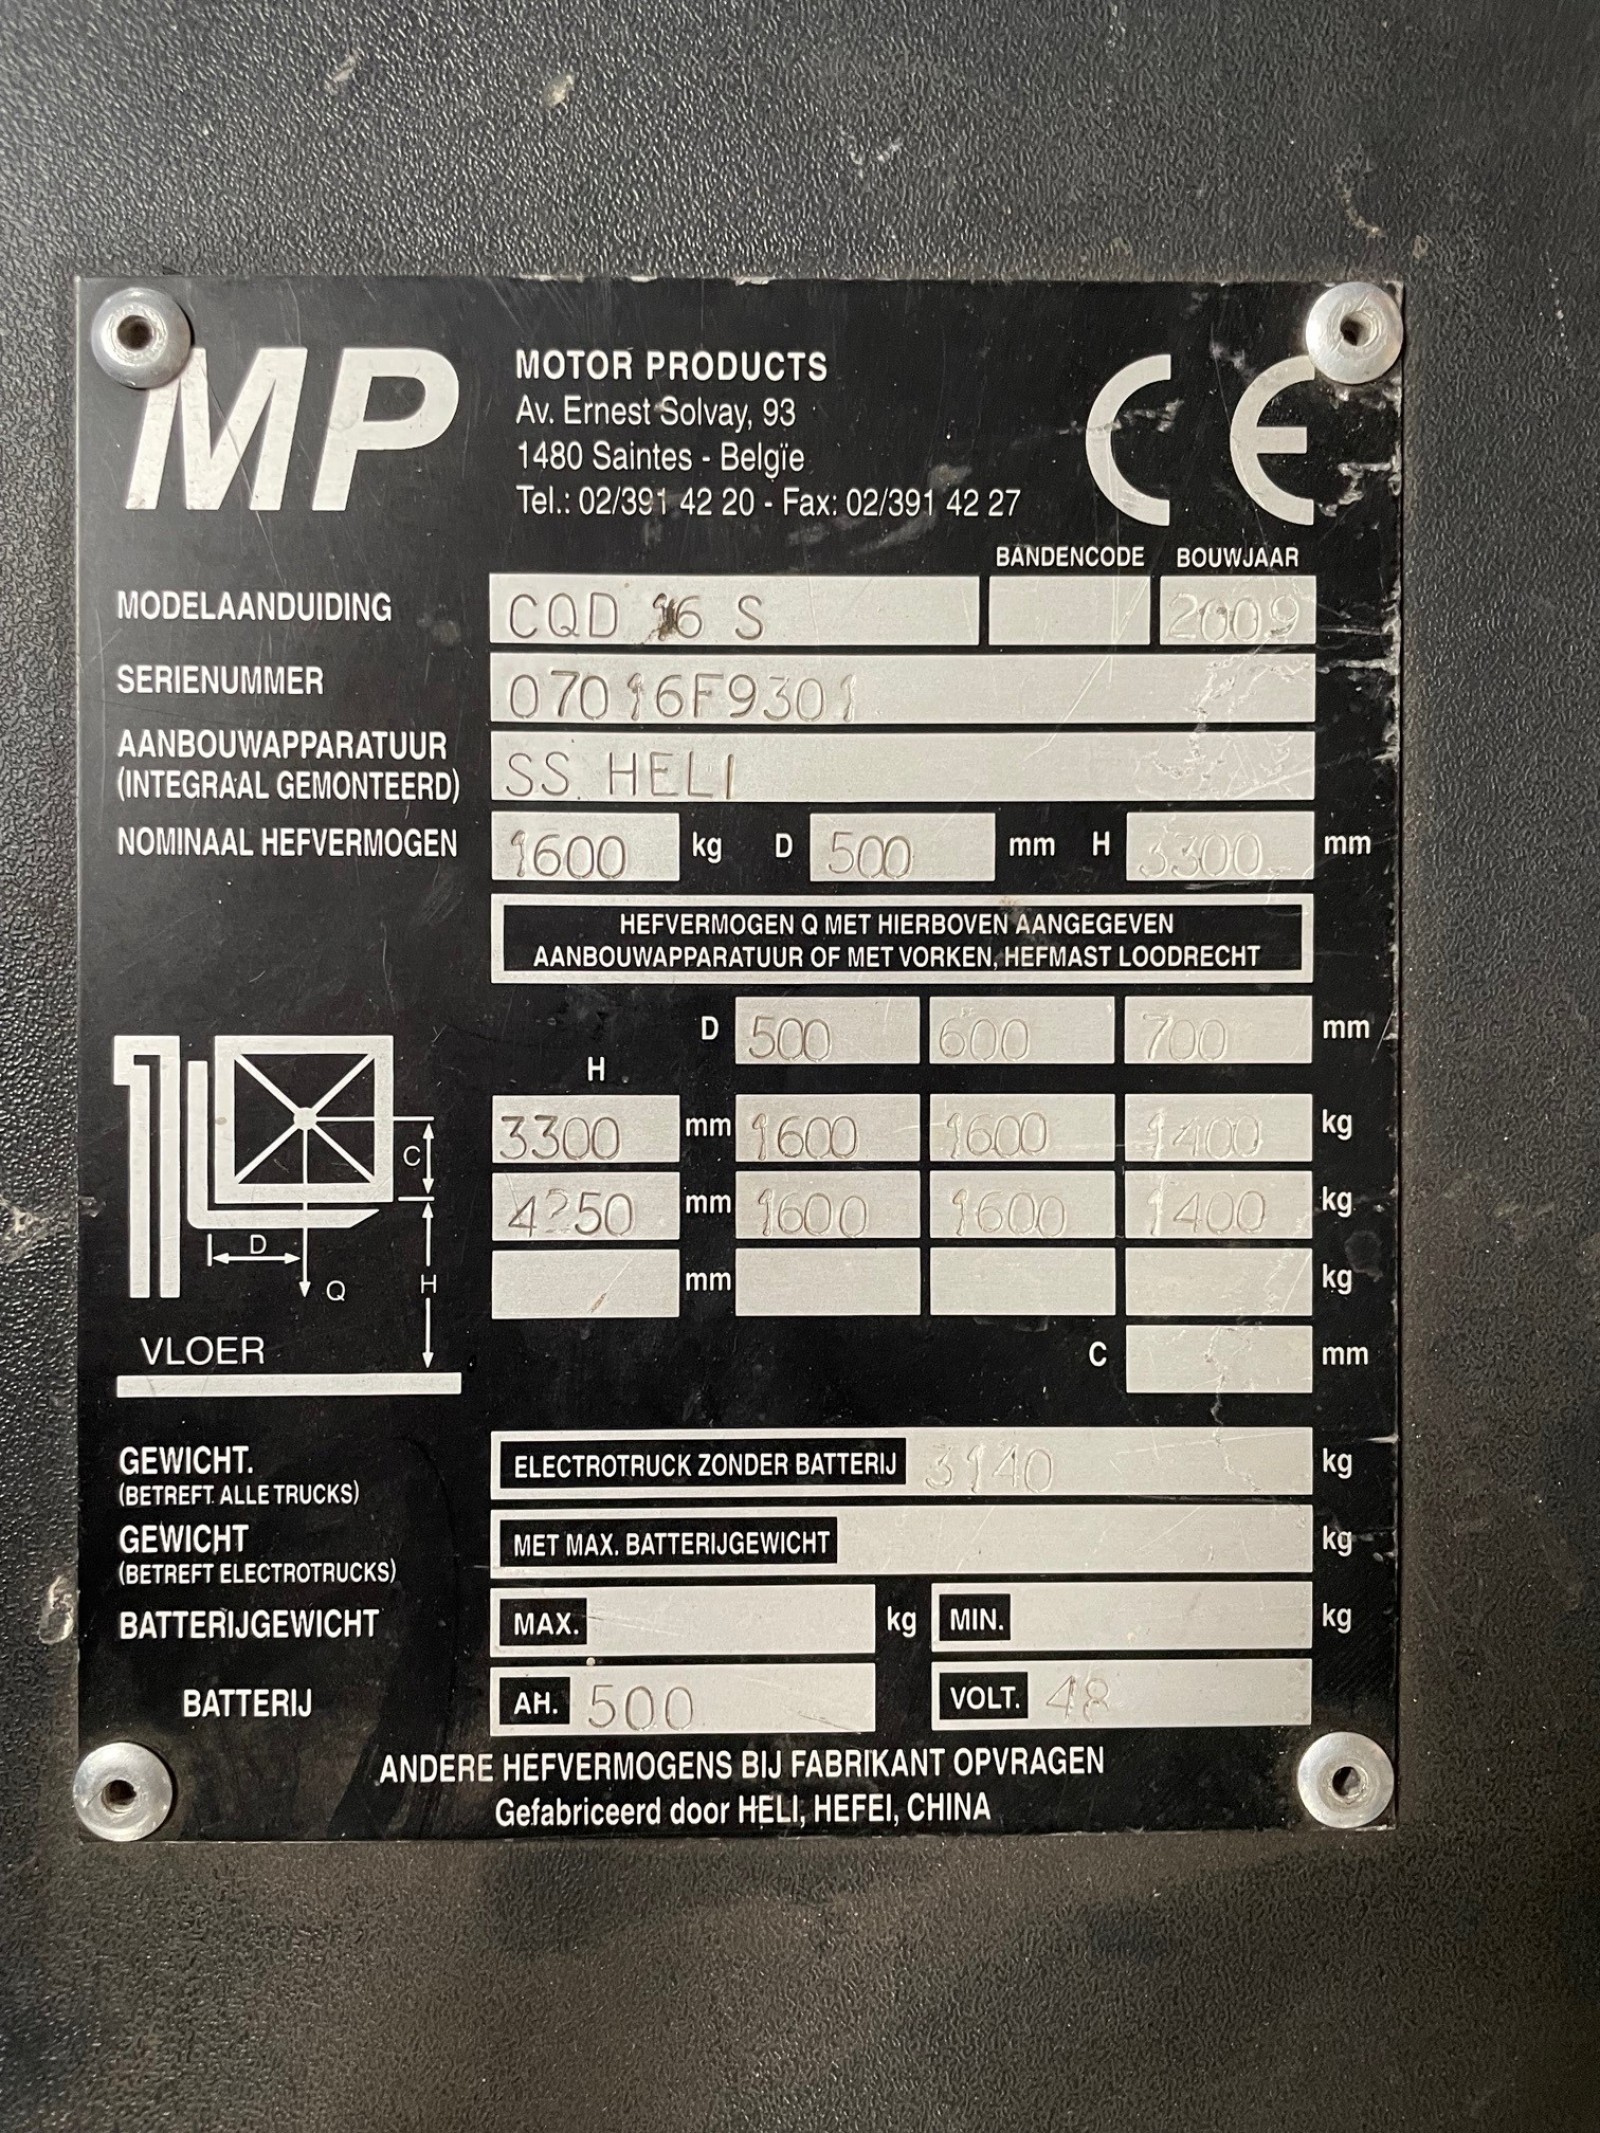 MP
MOTOR PRODUCTS
Av. Ernest Solvay, 93
1480 Saintes - Belgïe
Tel.: 02/391 42 20 - Fax: 02/391 42 27
CE
BANDENCODE BOUWJAAR
MODELAANDUIDING CQD 16 S 2009
SERIENUMMER 07016F9301
AANBOUWAPPARATUUR
(INTEGRAAL GEMONTEERD) SS HELI
NOMINAAL HEFVERMOGEN 1600 kg D 500 mm H 3300 mm
HEFVERMOGEN Q MET HIERBOVEN AANGEGEVEN
AANBOUWAPPARATUUR OF MET VORKEN, HEFMAST LOODRECHT
D 500 600 700 mm
H
3300 mm 1600 1600 1400 kg
4250 mm 1600 1600 1400 kg
mm kg
C mm
C
D
Q
H
VLOER
GEWICHT. ELECTROTRUCK ZONDER BATTERIJ 3140 kg
(BETREFT ALLE TRUCKS)
GEWICHT MET MAX. BATTERIJGEWICHT kg
(BETREFT ELECTROTRUCKS)
BATTERIJGEWICHT MAX. kg MIN. kg
BATTERIJ AH. 500 VOLT. 48
ANDERE HEFVERMOGENS BIJ FABRIKANT OPVRAGEN
Gefabriceerd door HELI, HEFEI, CHINA